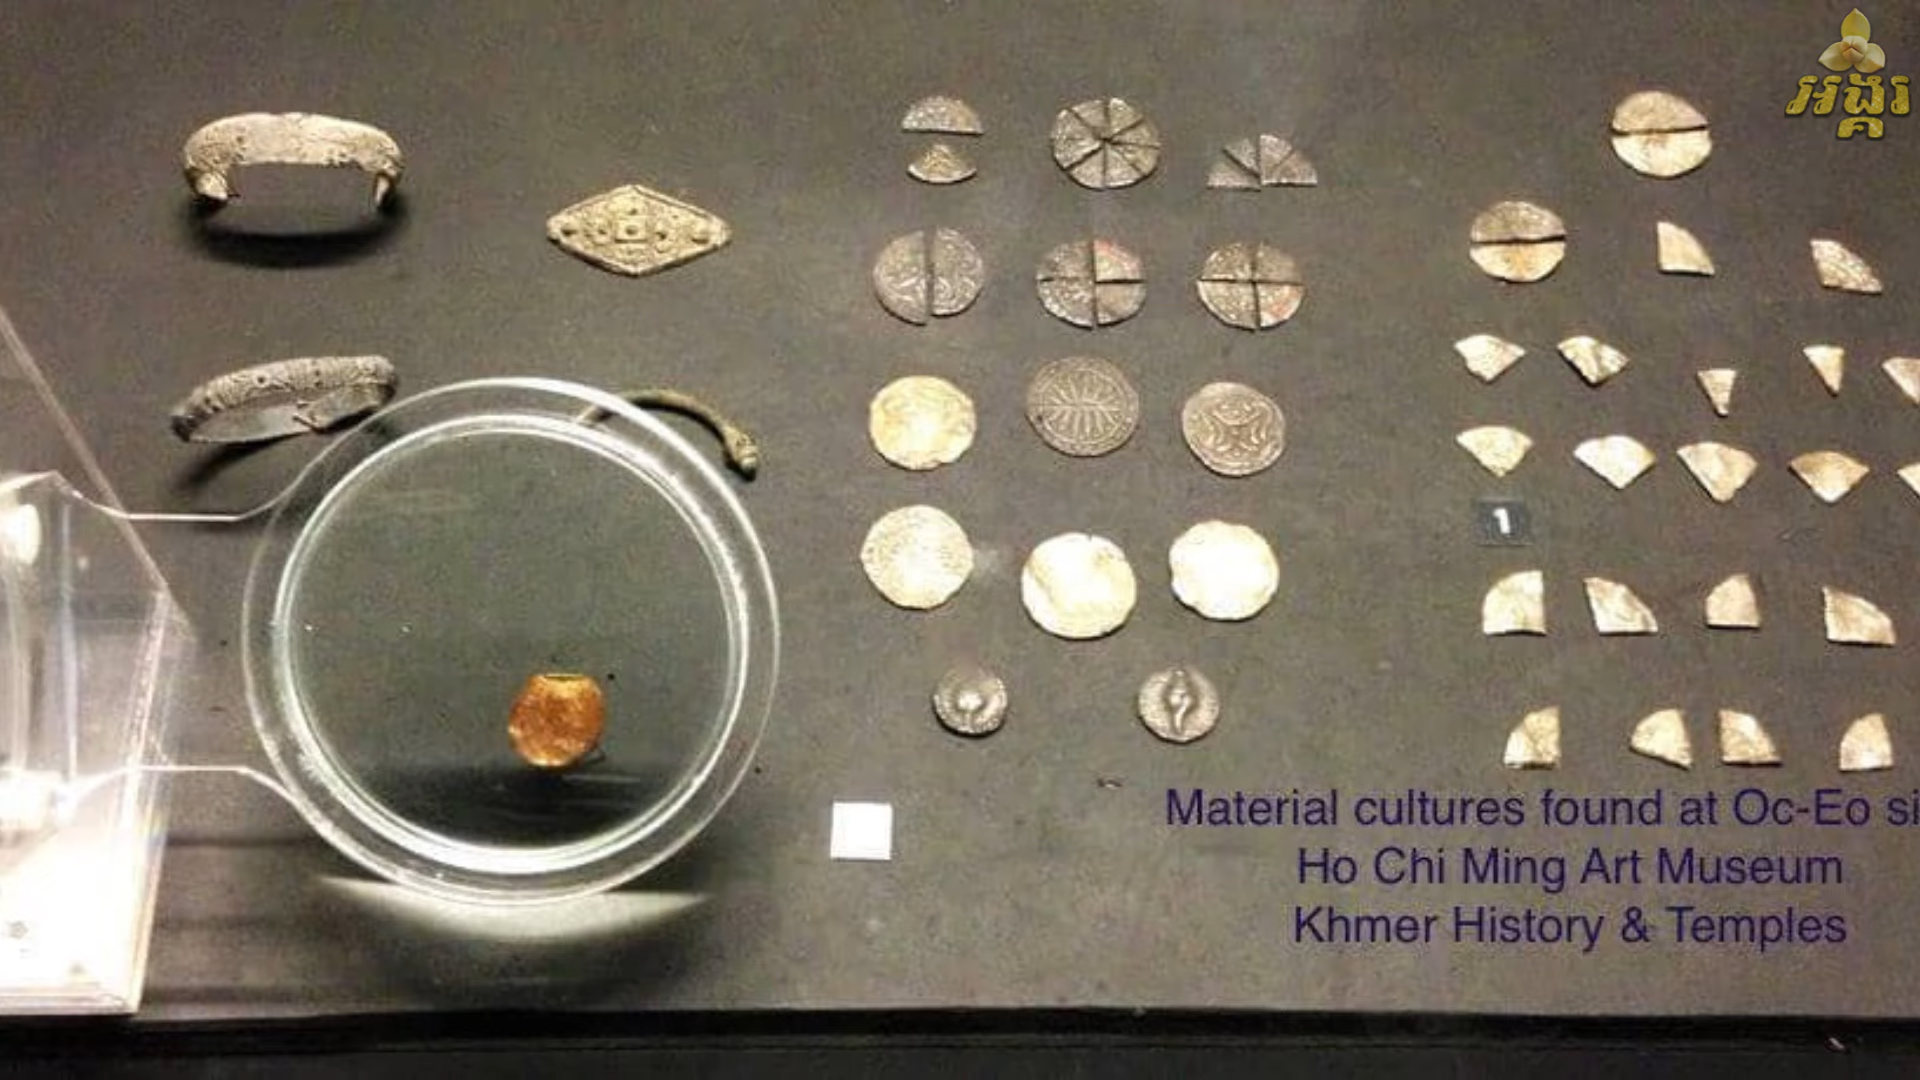 អង្គរ
1
Material cultures found at Oc-Eo si
Ho Chi Ming Art Museum
Khmer History & Temples